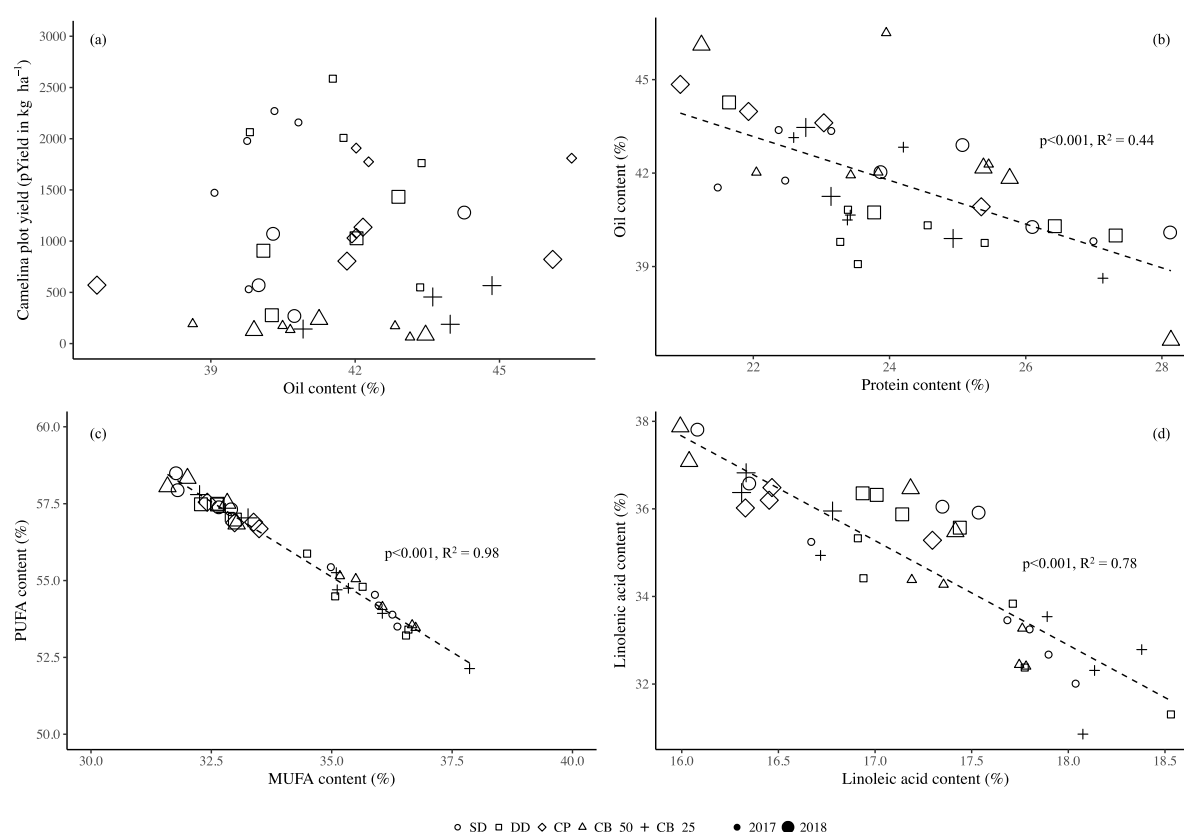 (a)
Camelina plot yield (pYield in kg ha⁻¹)
3000
2500
2000
1500
1000
500
0
39 42 45
Oil content (%)
(b)
Oil content (%)
45
42
39
p<0.001, R² = 0.44
22 24 26 28
Protein content (%)
(c)
PUFA content (%)
60.0
57.5
55.0
52.5
50.0
p<0.001, R² = 0.98
30.0 32.5 35.0 37.5 40.0
MUFA content (%)
(d)
Linolenic acid content (%)
38
36
34
32
p<0.001, R² = 0.78
16.0 16.5 17.0 17.5 18.0 18.5
Linoleic acid content (%)
SD DD CP CB 50 CB 25 2017 2018